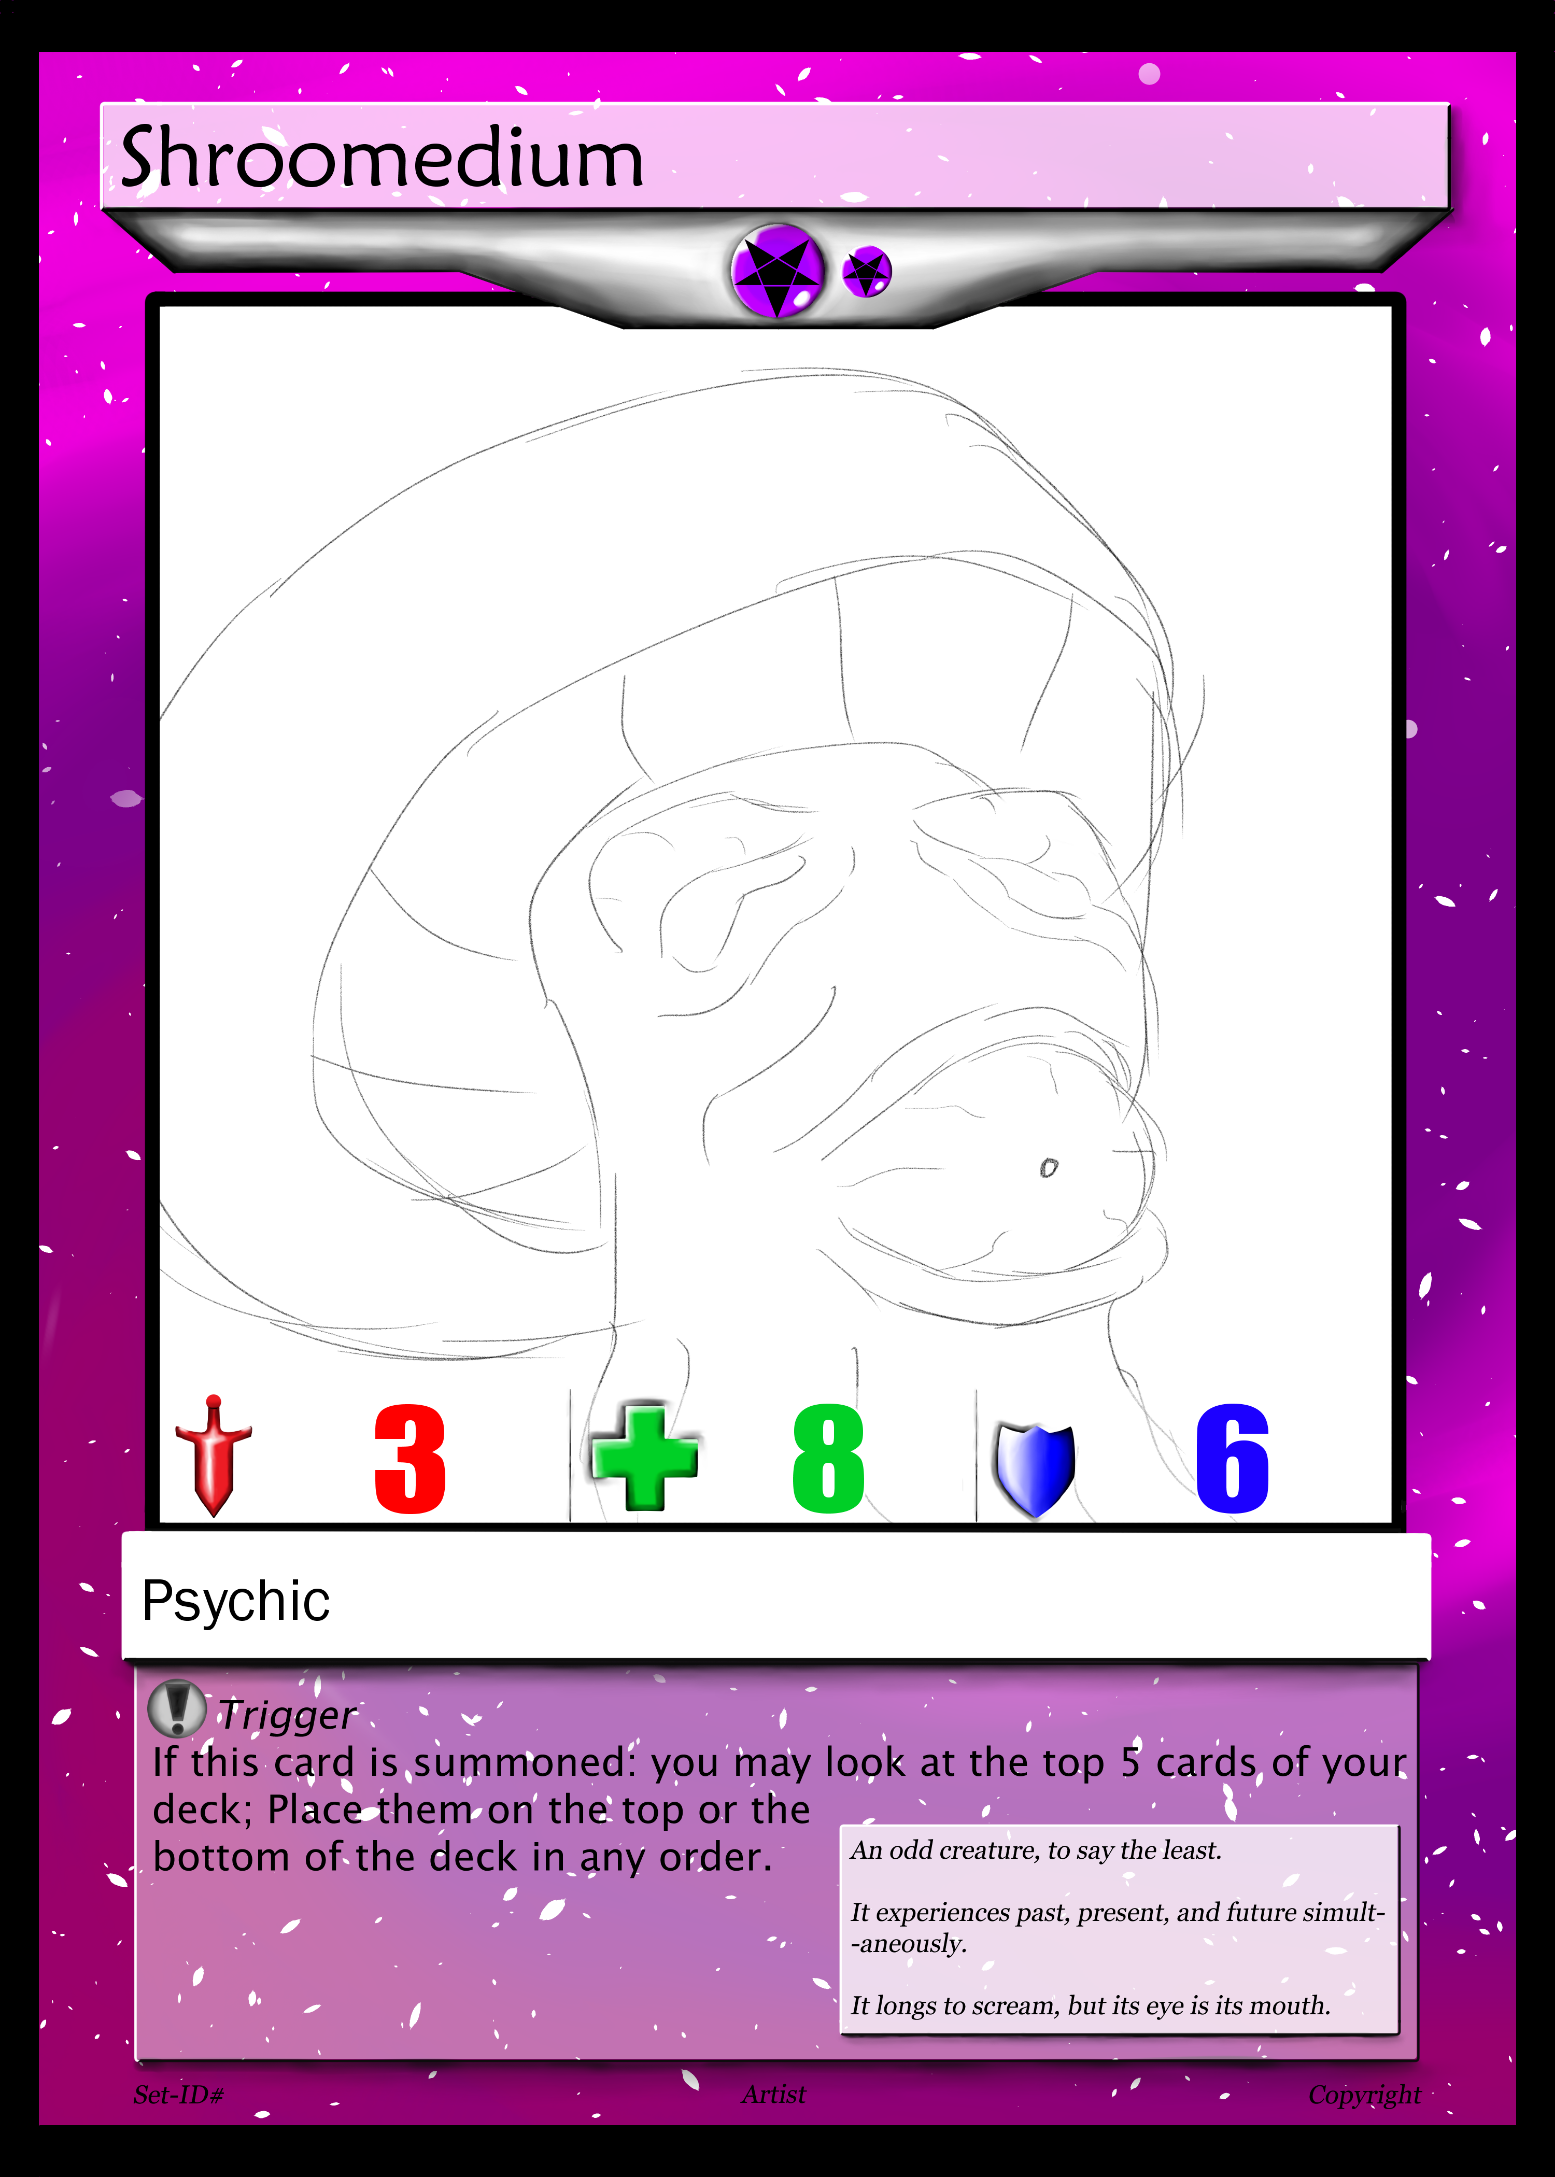 Shroomedium
3
8
6
Psychic
Trigger
If this card is summoned: you may look at the top 5 cards of your
deck; Place them on the top or the
bottom of the deck in any order.
An odd creature, to say the least.
It experiences past, present, and future simult-
-aneously.
It longs to scream, but its eye is its mouth.
Set-ID#
Artist
Copyright